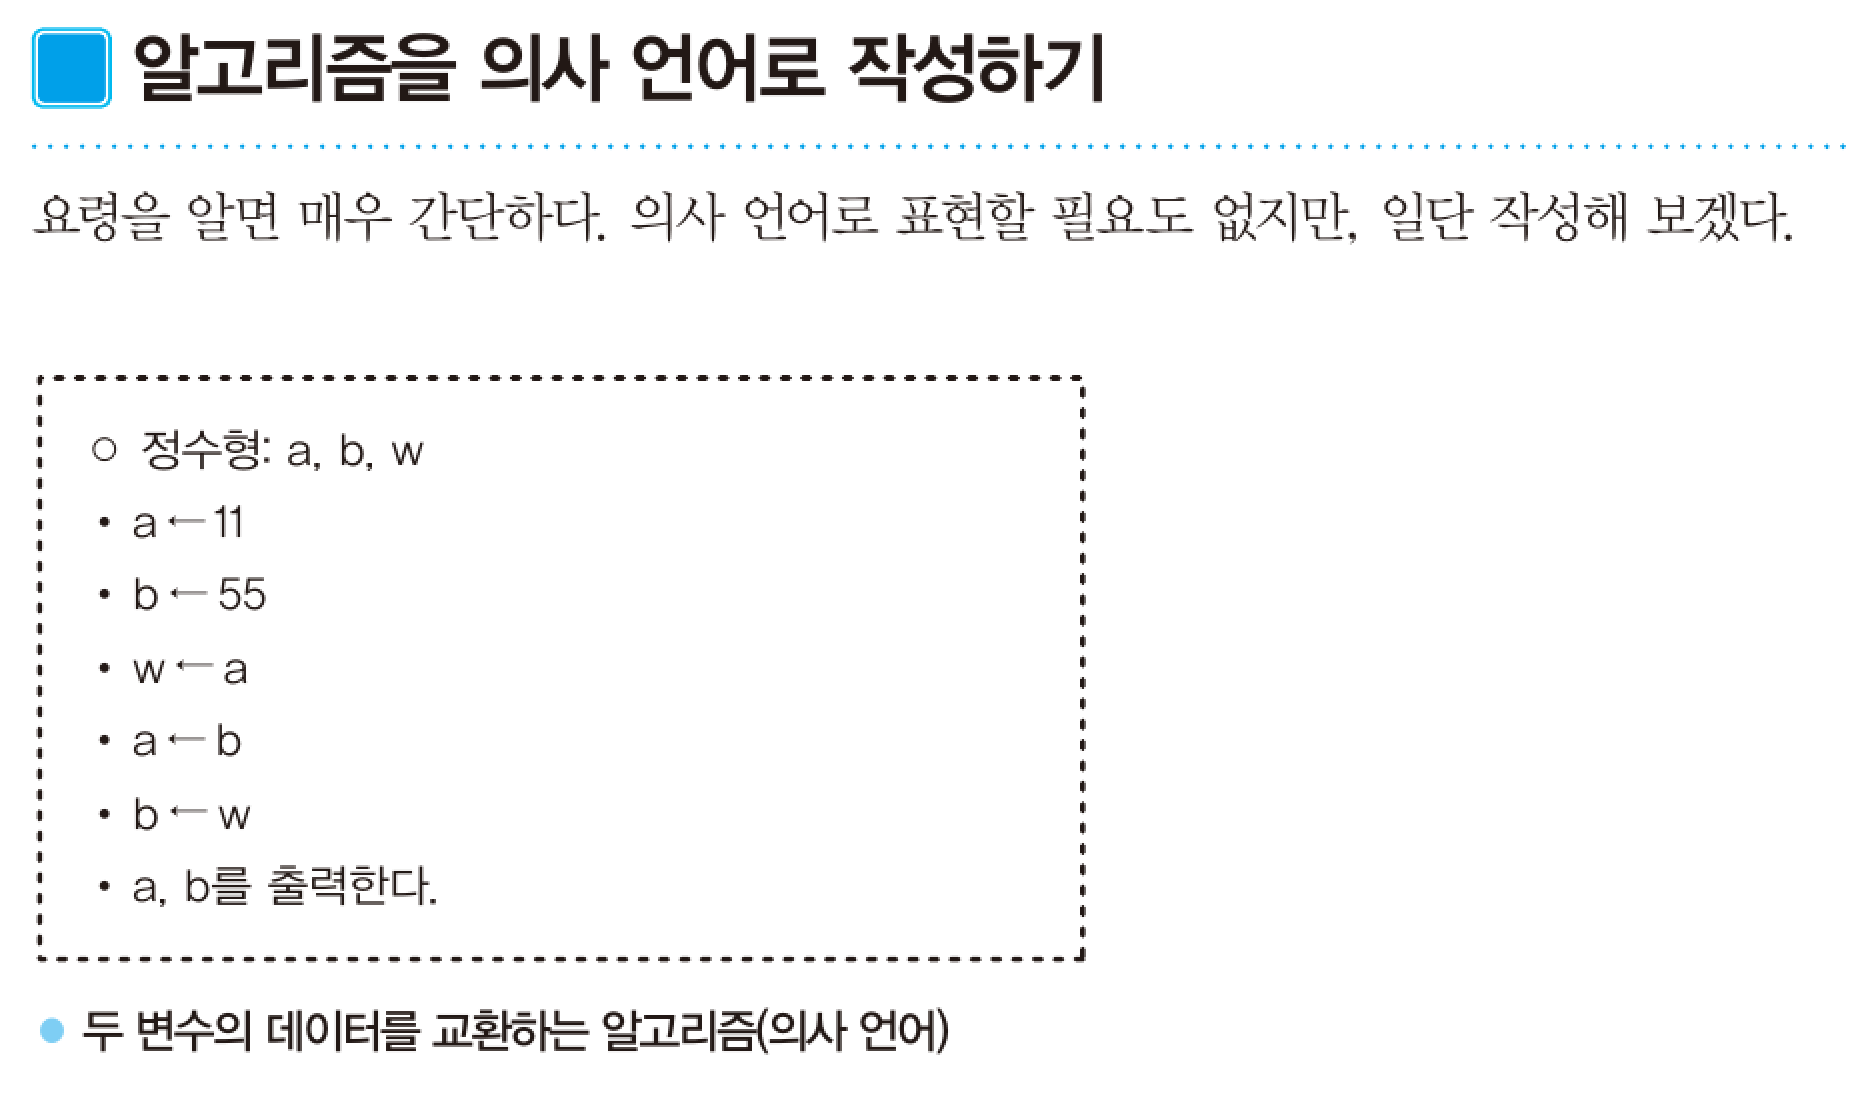 알고리즘을 의사 언어로 작성하기
요령을 알면 매우 간단하다. 의사 언어로 표현할 필요도 없지만, 일단 작성해 보겠다.
○ 정수형: a, b, w
• a ← 11
• b ← 55
• w ← a
• a ← b
• b ← w
• a, b를 출력한다.
● 두 변수의 데이터를 교환하는 알고리즘(의사 언어)